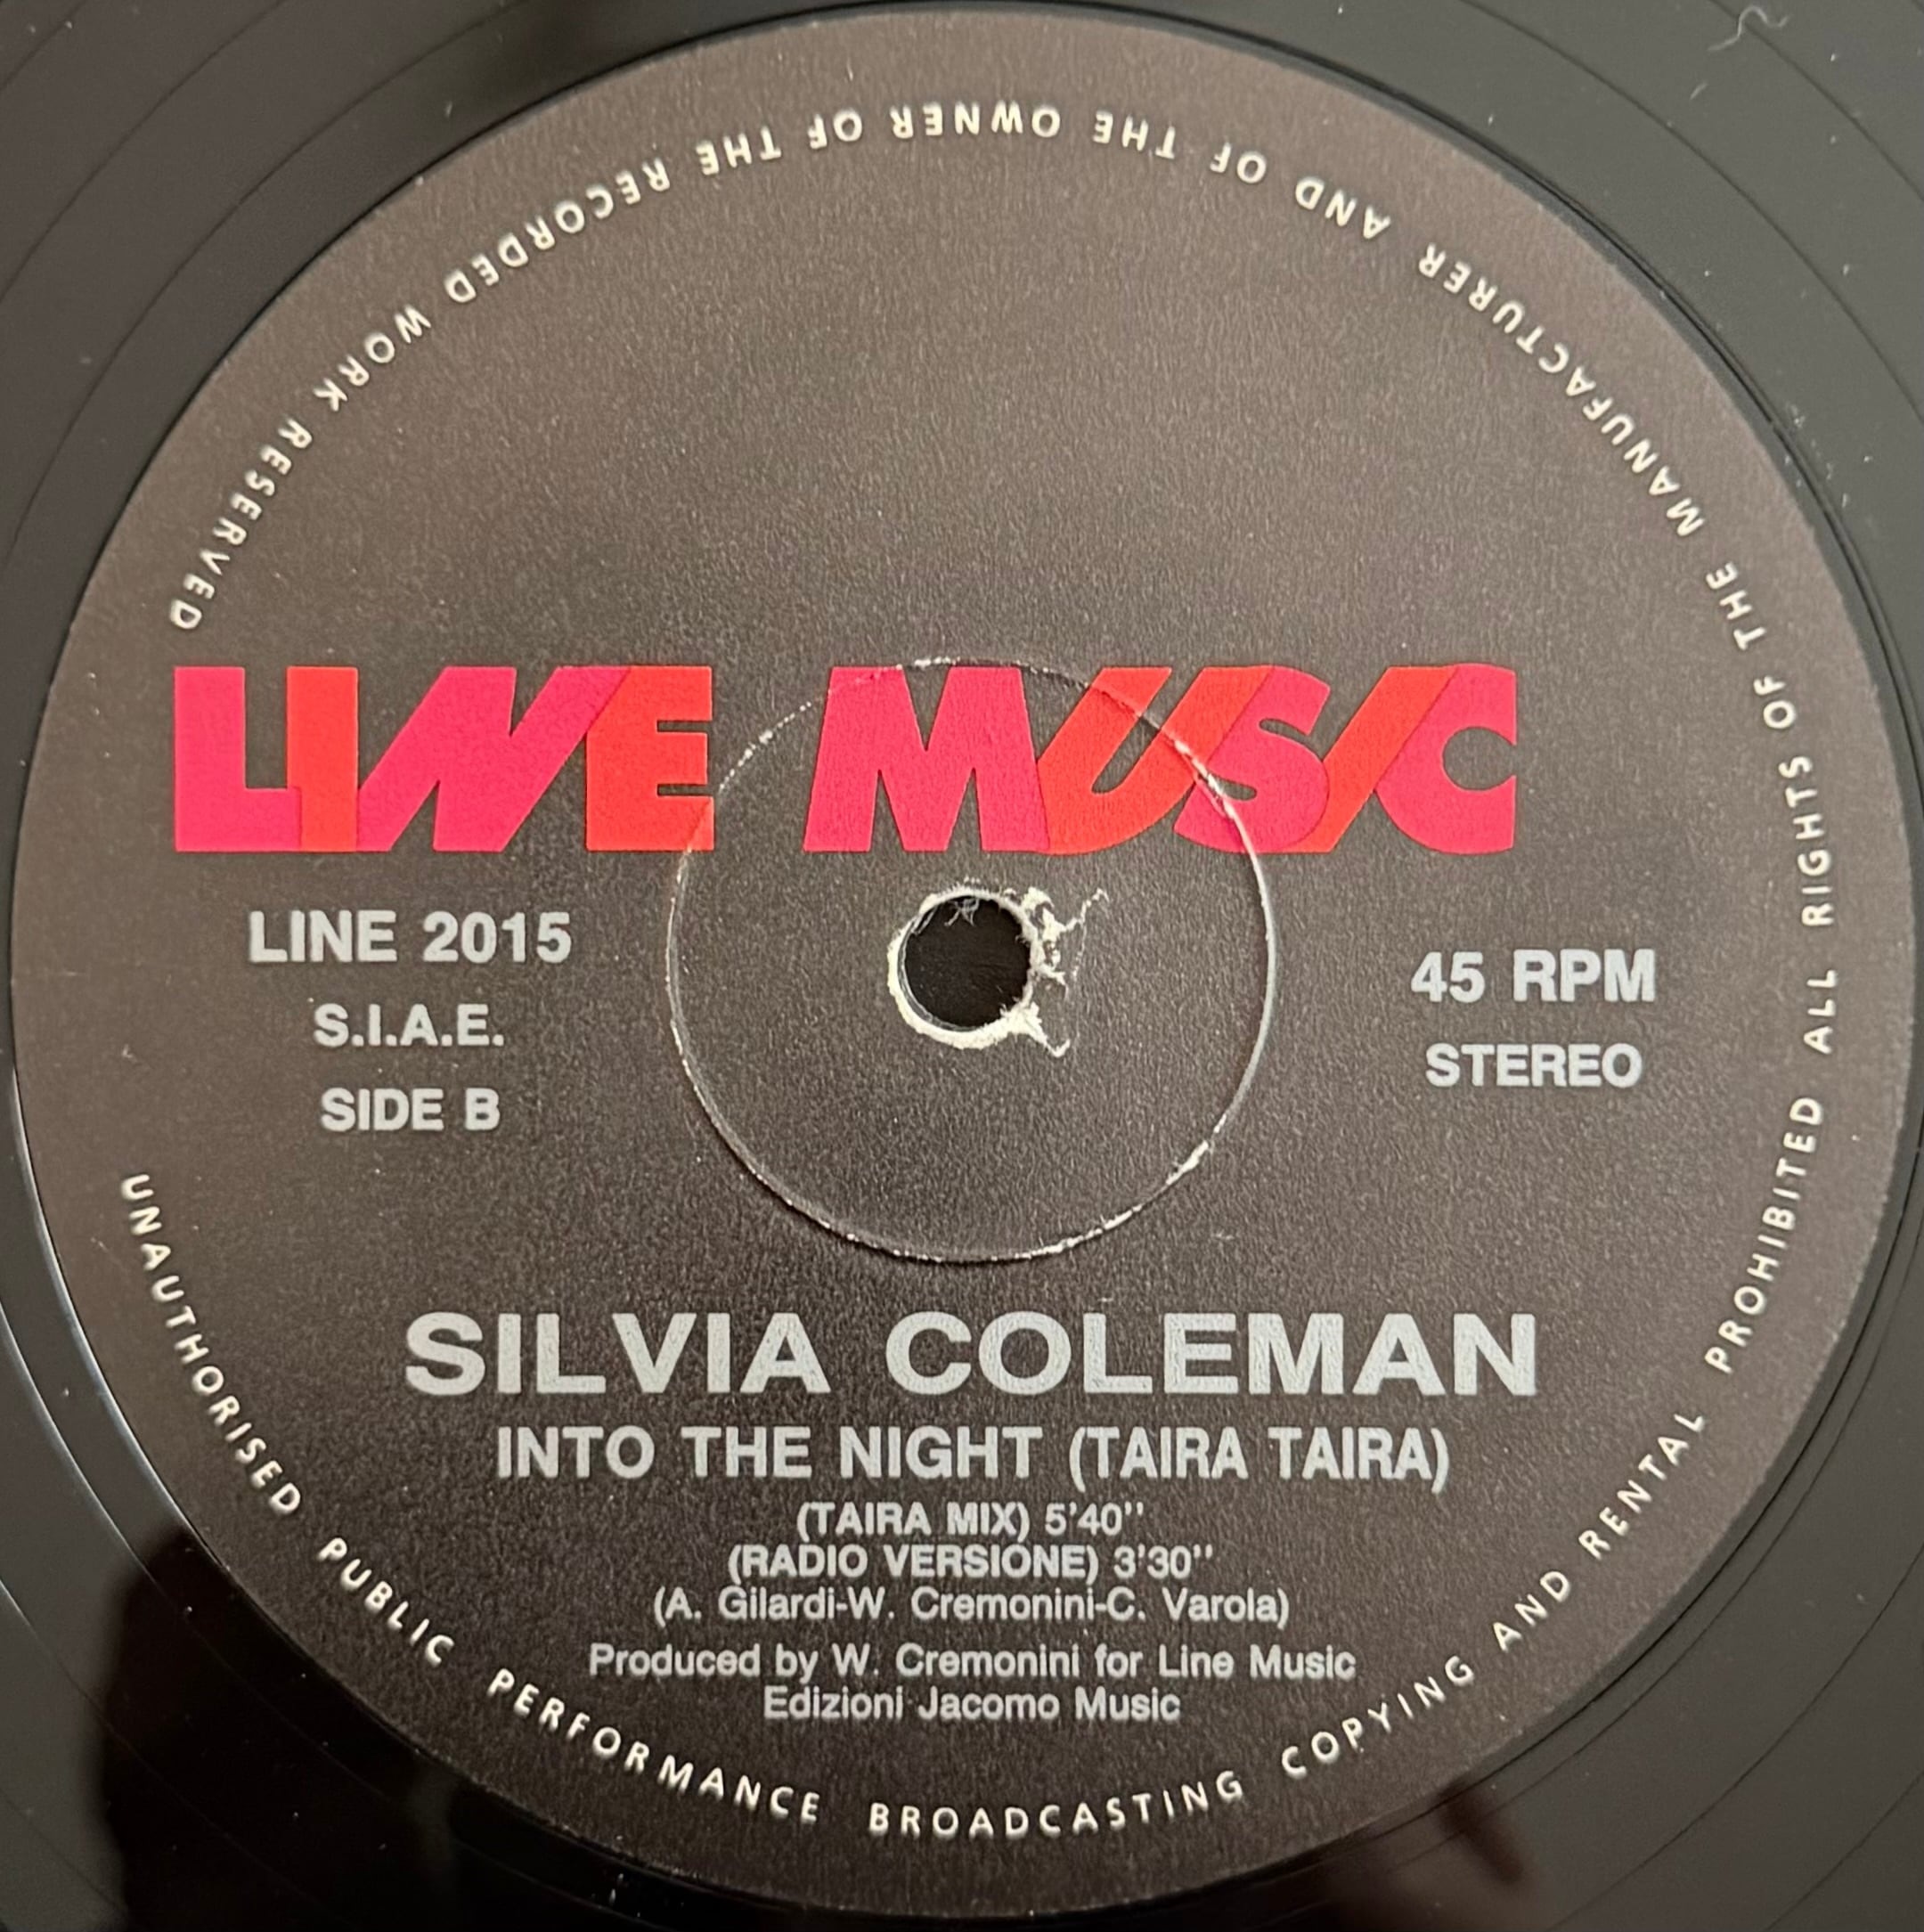 LINE MUSIC
LINE 2015
S.I.A.E.
SIDE B
45 RPM
STEREO
SILVIA COLEMAN
INTO THE NIGHT (TAIRA TAIRA)
(TAIRA MIX) 5'40''
(RADIO VERSIONE) 3'30''
(A. Gilardi-W. Cremonini-C. Varola)
Produced by W. Cremonini for Line Music
Edizioni Jacomo Music
UNAUTHORISED PUBLIC PERFORMANCE BROADCASTING COPYING AND RENTAL PROHIBITED ALL RIGHTS OF THE MANUFACTURER AND OF THE OWNER OF THE RECORDED WORK RESERVED